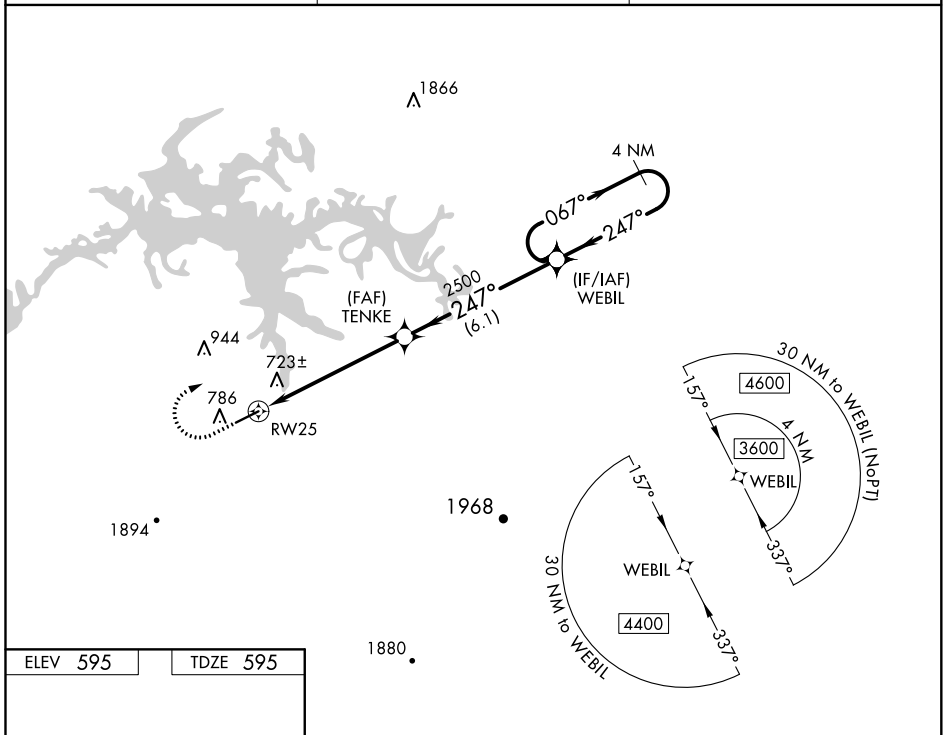 1866
4 NM
067°
247°
(IF/IAF)
WEBIL
2500
247°
(6.1)
(FAF)
TENKE
944
723±
786
RW25
30 NM to WEBIL (NoPT)
157°
4600
4 NM
3600
WEBIL
337°
1968
1894
157°
WEBIL
30 NM to WEBIL
4400
337°
1880
ELEV 595
TDZE 595